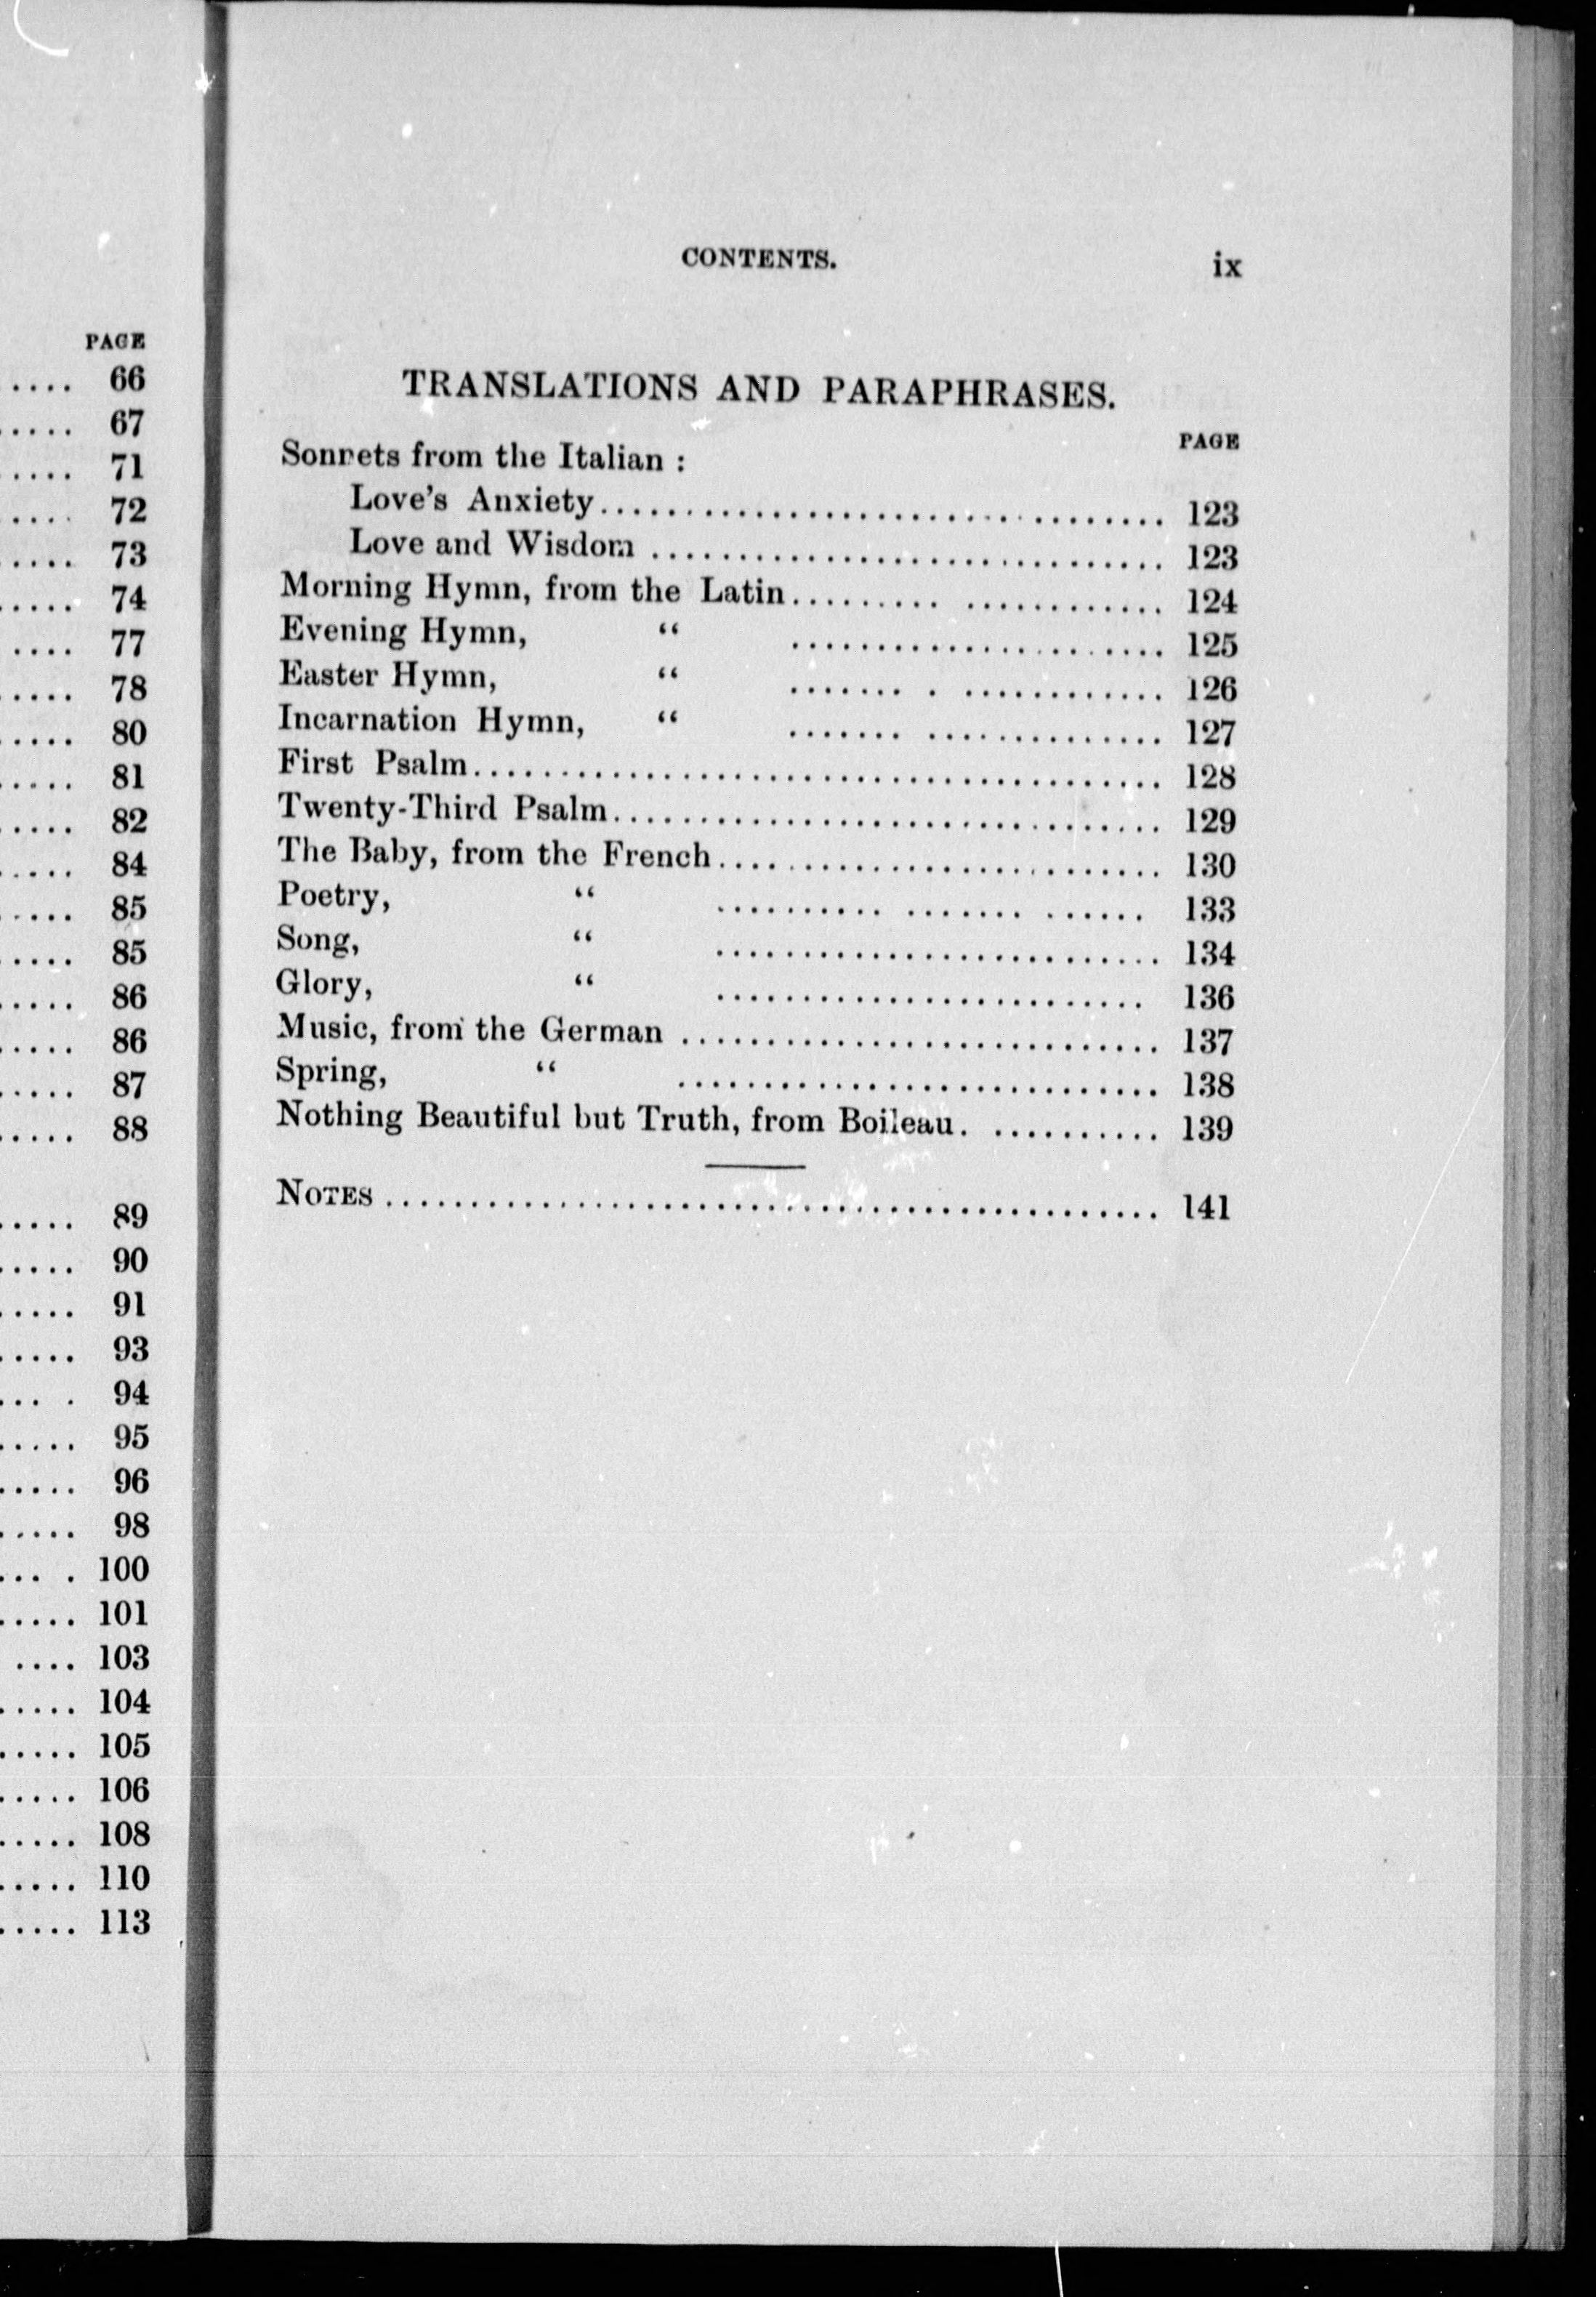 PAGE
.... 66
..... 67
..... 71
.... 72
..... 73
..... 74
.... 77
..... 78
..... 80
..... 81
..... 82
..... 84
..... 85
..... 85
..... 86
..... 86
..... 87
..... 88
..... 89
..... 90
..... 91
..... 93
... . 94
..... 95
..... 96
..... 98
... . 100
..... 101
.... 103
..... 104
..... 105
..... 106
..... 108
..... 110
..... 113
CONTENTS. ix
TRANSLATIONS AND PARAPHRASES.
PAGE
Sonnets from the Italian :
Love's Anxiety.................................. 123
Love and Wisdom .............................. 123
Morning Hymn, from the Latin.......... ............ 124
Evening Hymn, “ ...................... 125
Easter Hymn, “ ....... . ............ 126
Incarnation Hymn, “ ....... .............. 127
First Psalm......................................... 128
Twenty-Third Psalm................................. 129
The Baby, from the French.......................... 130
Poetry, “ .......... ....... ...... 133
Song, “ .......................... 134
Glory, “ ......................... 136
Music, from the German ............................ 137
Spring, “ ............................ 138
Nothing Beautiful but Truth, from Boileau. .......... 139
NOTES .............................................. 141